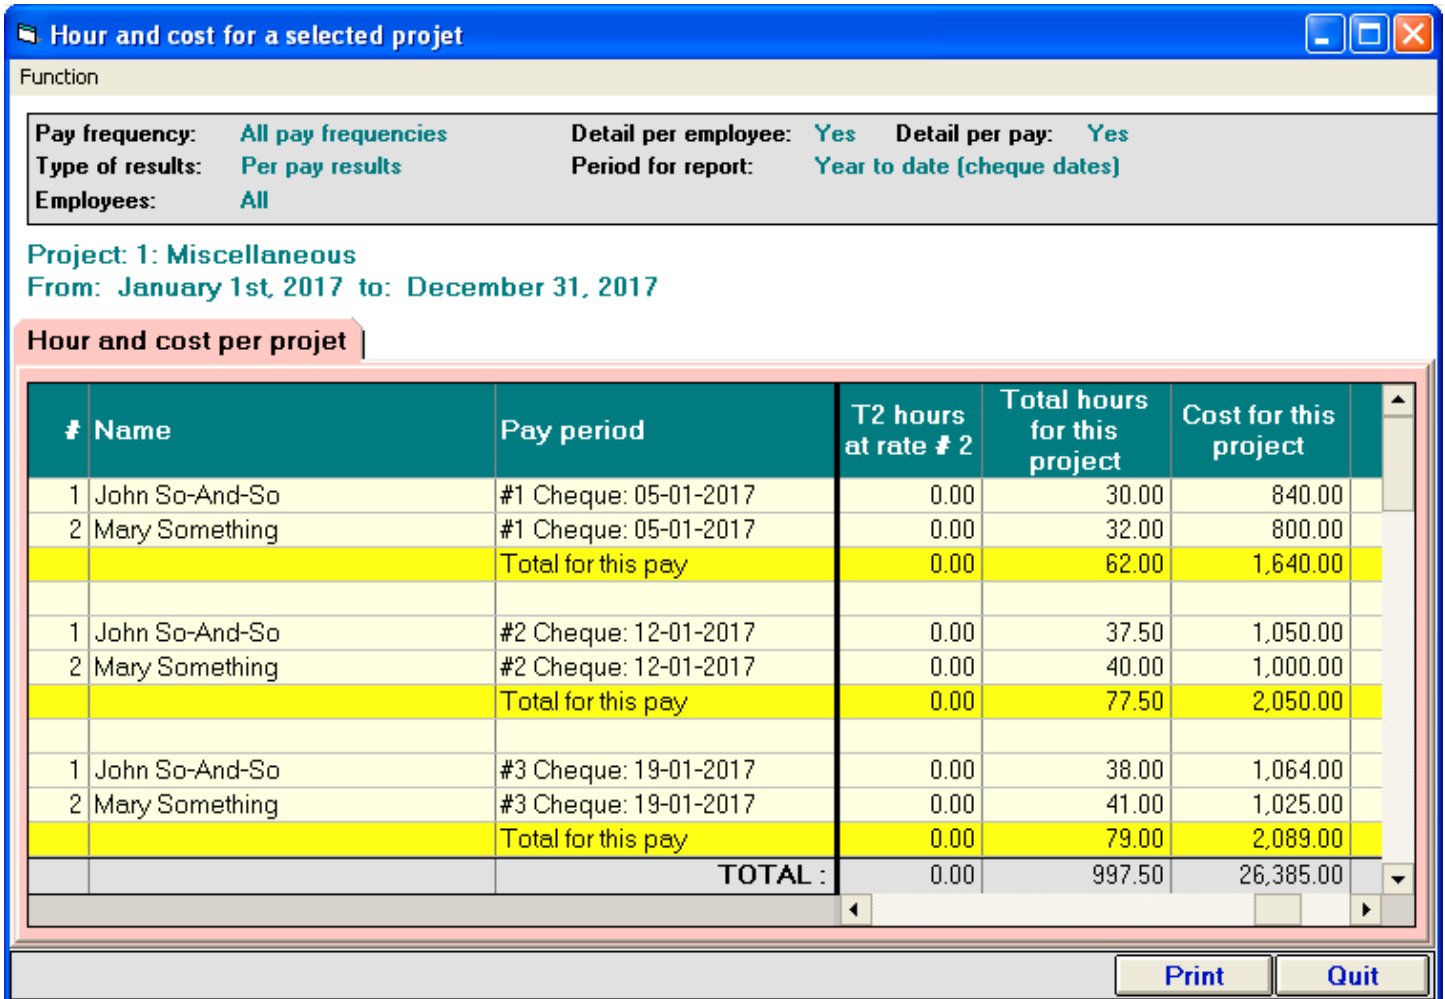 Hour and cost for a selected projet
Function
Pay frequency: All pay frequencies Detail per employee: Yes Detail per pay: Yes
Type of results: Per pay results Period for report: Year to date (cheque dates)
Employees: All
Project: 1: Miscellaneous
From: January 1st, 2017 to: December 31, 2017
Hour and cost per projet
# Name Pay period T2 hours at rate # 2 Total hours for this project Cost for this project
1 John So-And-So #1 Cheque: 05-01-2017 0.00 30.00 840.00
2 Mary Something #1 Cheque: 05-01-2017 0.00 32.00 800.00
Total for this pay 0.00 62.00 1,640.00
1 John So-And-So #2 Cheque: 12-01-2017 0.00 37.50 1,050.00
2 Mary Something #2 Cheque: 12-01-2017 0.00 40.00 1,000.00
Total for this pay 0.00 77.50 2,050.00
1 John So-And-So #3 Cheque: 19-01-2017 0.00 38.00 1,064.00
2 Mary Something #3 Cheque: 19-01-2017 0.00 41.00 1,025.00
Total for this pay 0.00 79.00 2,089.00
TOTAL : 0.00 997.50 26,385.00
Print Quit